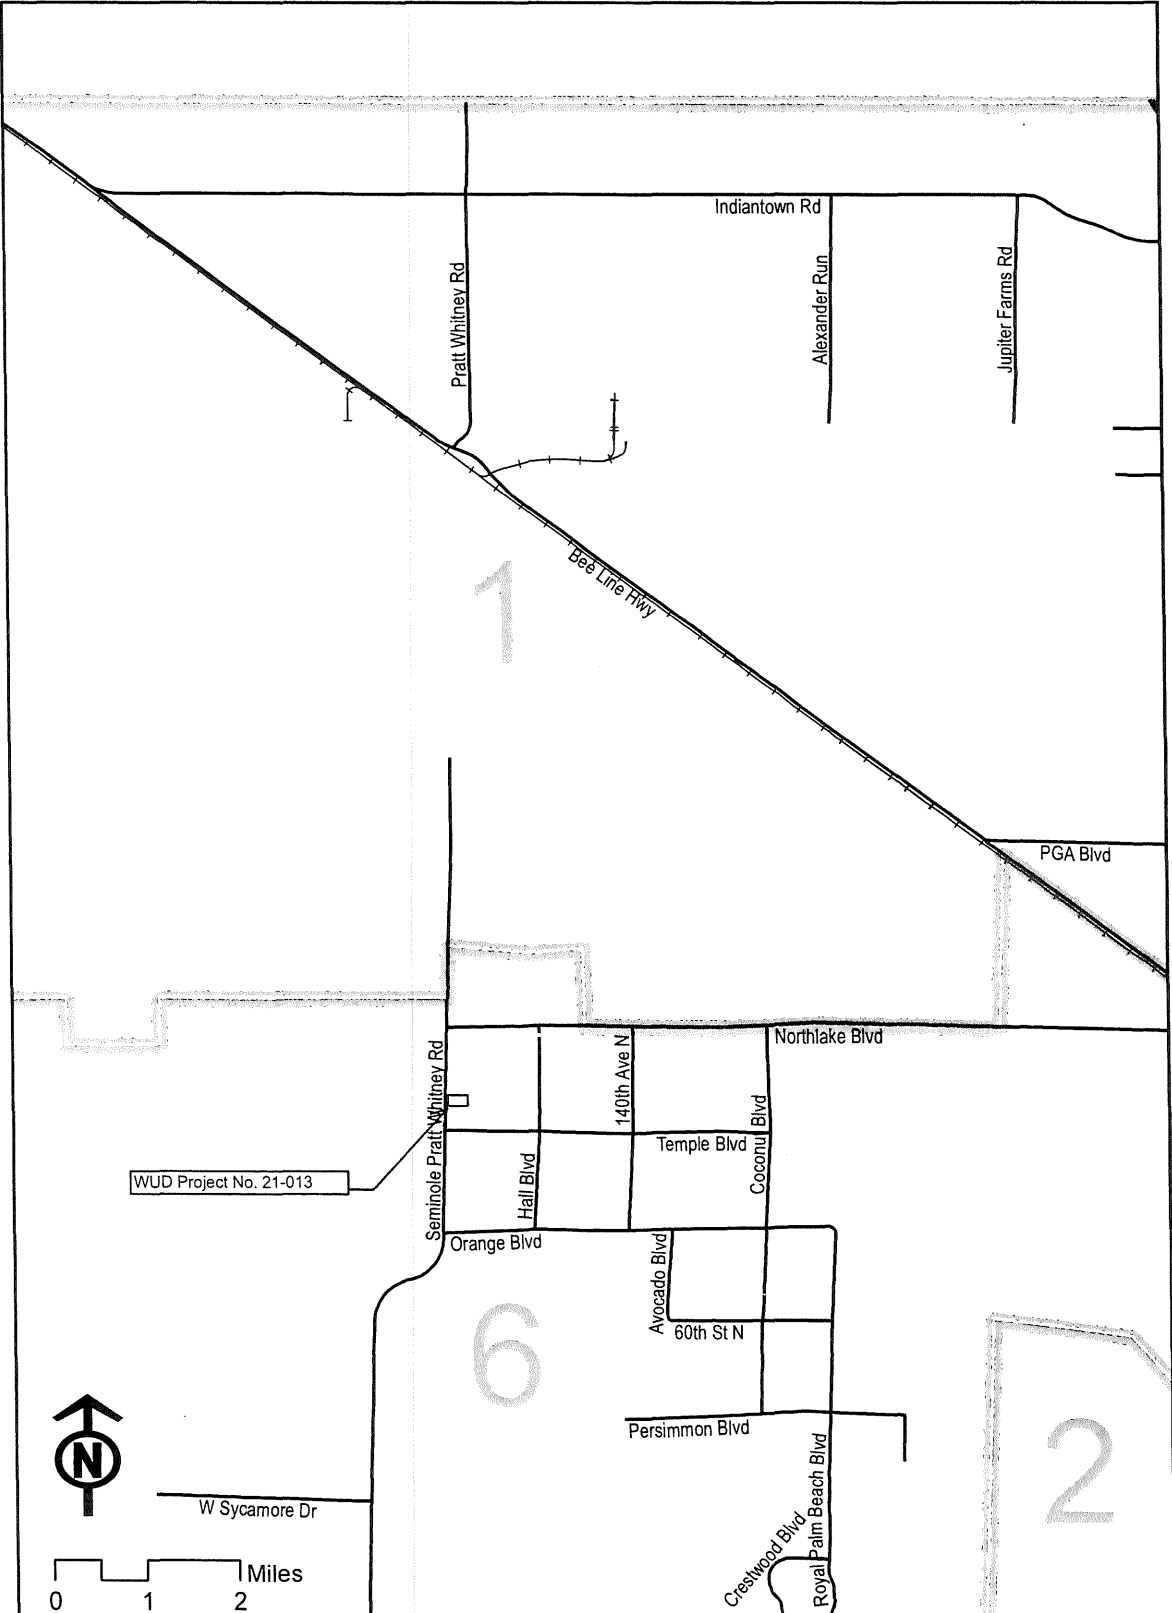 Indiantown Rd
Pratt Whitney Rd
Alexander Run
Jupiter Farms Rd
Bee Line Hwy
1
PGA Blvd
Northlake Blvd
Seminole Pratt Whitney Rd
140th Ave N
Coconut Blvd
Temple Blvd
Hall Blvd
WUD Project No. 21-013
Orange Blvd
Avocado Blvd
60th St N
6
Persimmon Blvd
2
N
W Sycamore Dr
Royal Palm Beach Blvd
Crestwood Blvd
Miles
0 1 2